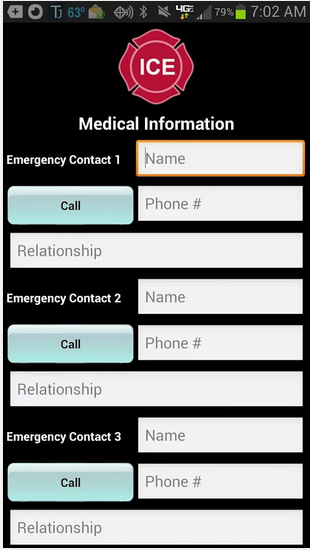 63° 4G 79% 7:02 AM
ICE
Medical Information
Emergency Contact 1 Name
Call Phone #
Relationship
Emergency Contact 2 Name
Call Phone #
Relationship
Emergency Contact 3 Name
Call Phone #
Relationship